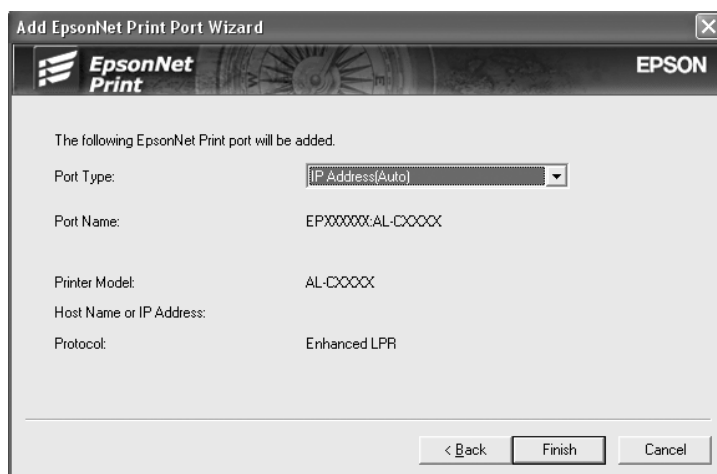 Add EpsonNet Print Port Wizard
EpsonNet
Print
EPSON
The following EpsonNet Print port will be added.
Port Type:
IP Address(Auto)
Port Name:
EPXXXXXX:AL-CXXXX
Printer Model:
AL-CXXXX
Host Name or IP Address:
Protocol:
Enhanced LPR
< Back
Finish
Cancel